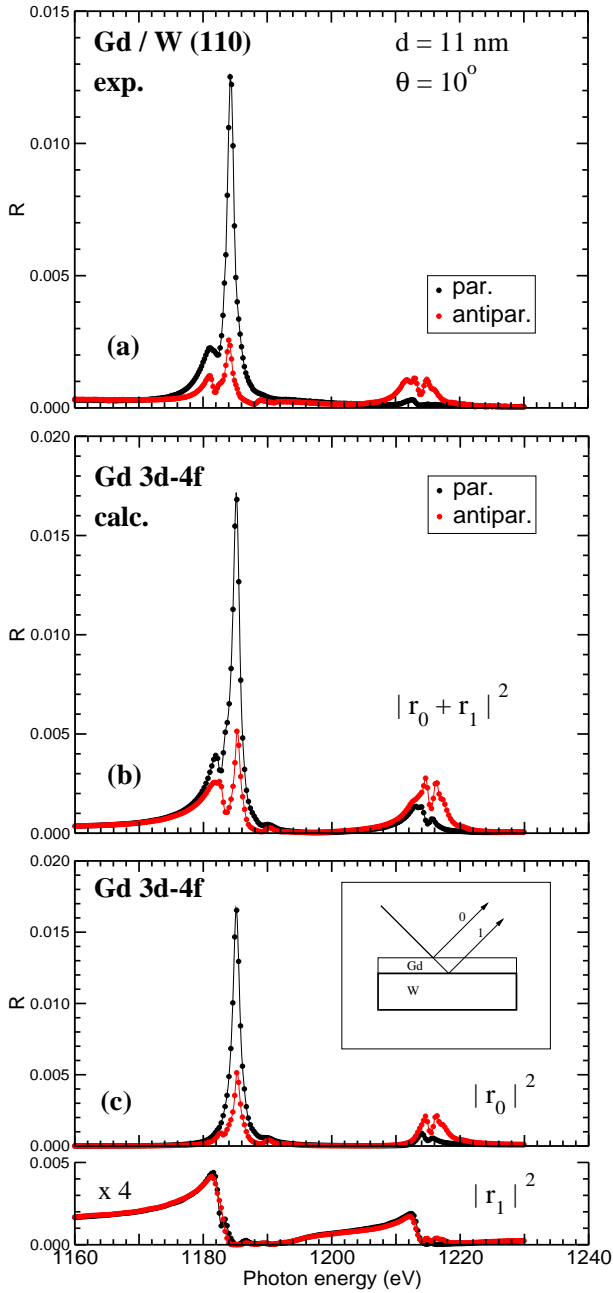 0.015
Gd / W (110)
d = 11 nm
exp.
θ = 10°
0.010
R
0.005
par.
antipar.
(a)
0.000
0.020
Gd 3d-4f
calc.
par.
antipar.
0.015
R
0.010
| r0 + r1 | 2
0.005
(b)
0.000
0.020
Gd 3d-4f
0
1
Gd
W
0.015
R
0.010
0.005
(c)
| r0 | 2
0.000
0.005
x 4
| r1 | 2
0.000
1160 1180 1200 1220 1240
Photon energy (eV)